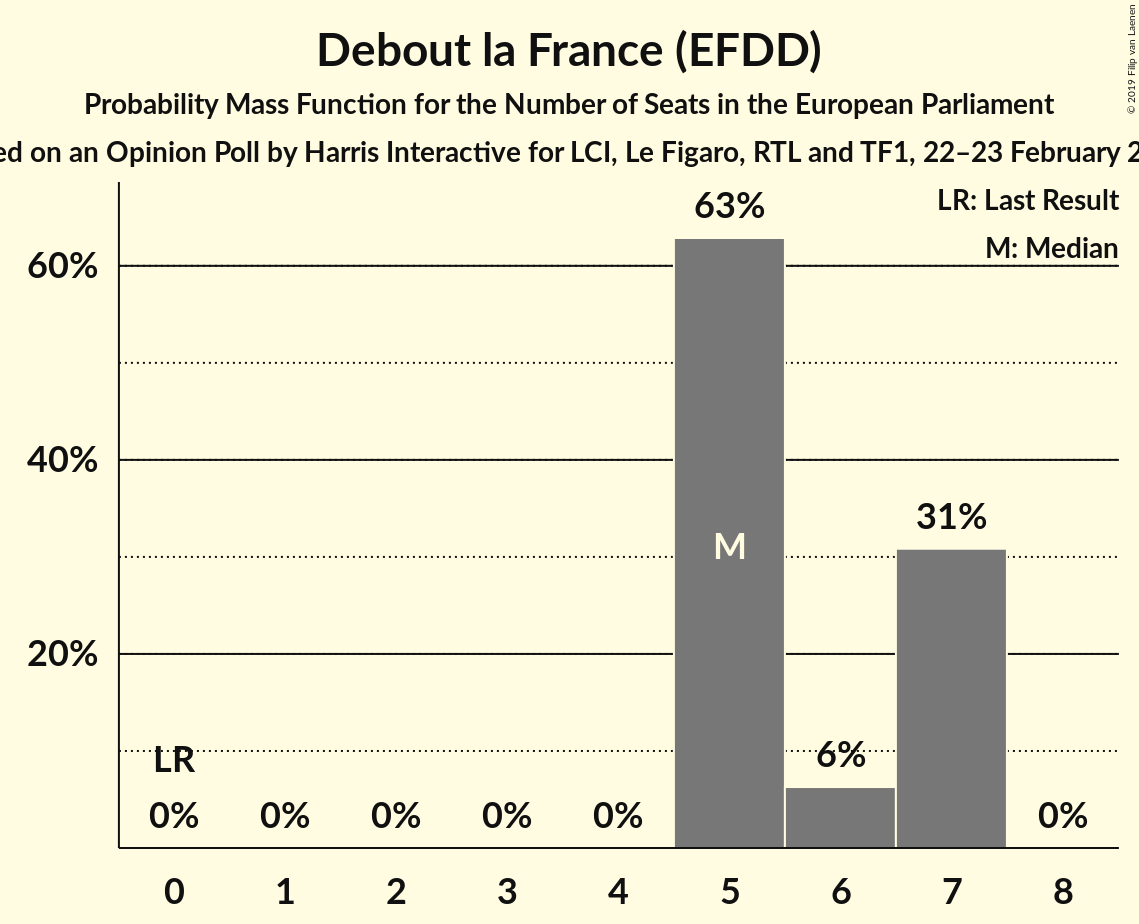 Debout la France (EFDD)
Probability Mass Function for the Number of Seats in the European Parliament
on an Opinion Poll by Harris Interactive for LCI, Le Figaro, RTL and TF1, 22–23 February
© 2019 Filip van Laenen
LR: Last Result
M: Median
63%
60%
40%
31%
M
20%
LR
6%
0% 0% 0% 0% 0% 0%
0 1 2 3 4 5 6 7 8